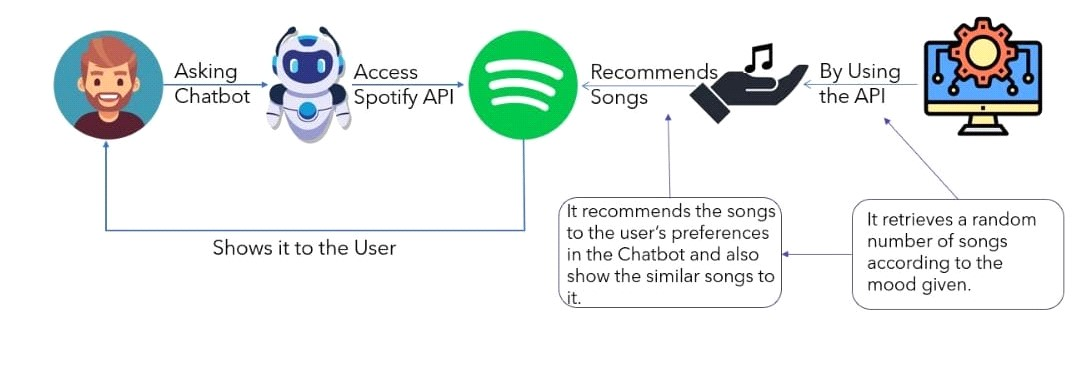 Asking
Chatbot
Access
Spotify API
Recommends
Songs
By Using
the API
Shows it to the User
It recommends the songs
to the user's preferences
in the Chatbot and also
show the similar songs to
it.
It retrieves a random
number of songs
according to the
mood given.